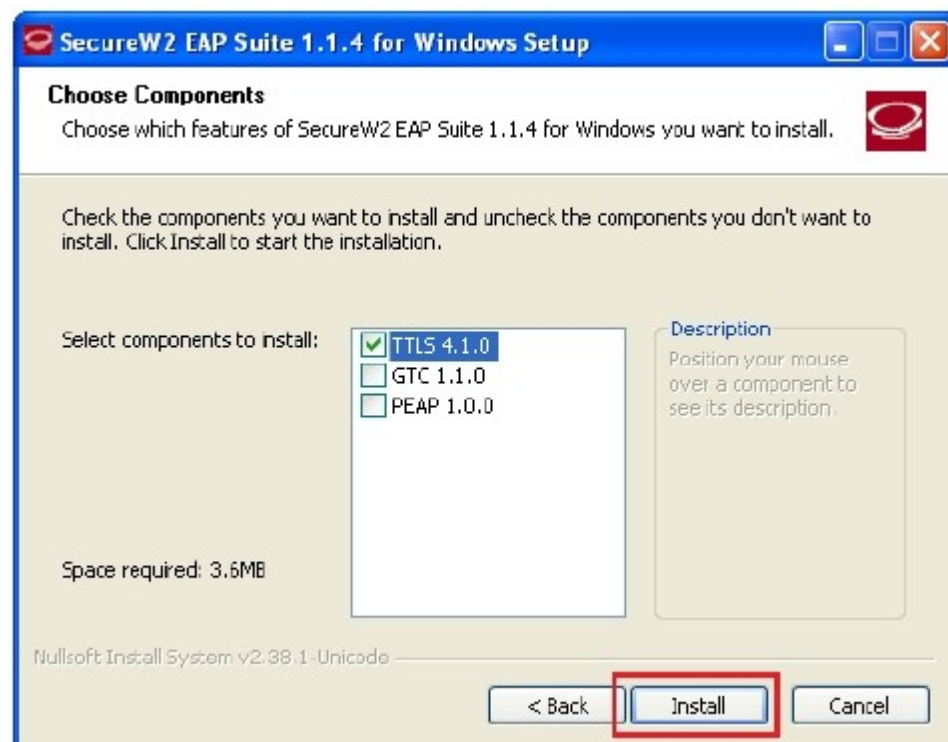 SecureW2 EAP Suite 1.1.4 for Windows Setup
Choose Components
Choose which features of SecureW2 EAP Suite 1.1.4 for Windows you want to install.
Check the components you want to install and uncheck the components you don't want to
install. Click Install to start the installation.
Select components to install:
TTLS 4.1.0
GTC 1.1.0
PEAP 1.0.0
Description
Position your mouse
over a component to
see its description.
Space required: 3.6MB
Nullsoft Install System v2.38.1-Unicode
< Back
Install
Cancel